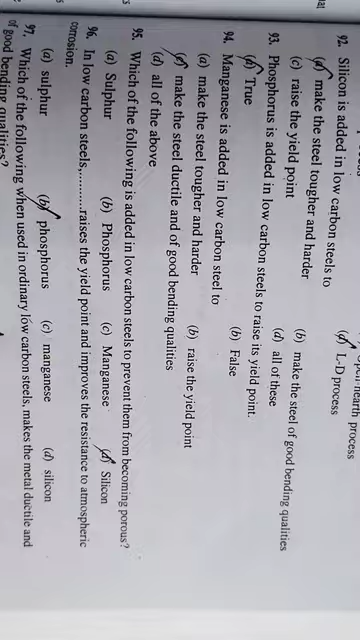 hearth process
L-D process
92. Silicon is added in low carbon steels to
(a) make the steel tougher and harder (b) make the steel of good bending qualities
(c) raise the yield point (d) all of these
93. Phosphorus is added in low carbon steels to raise its yield point.
(a) True (b) False
94. Manganese is added in low carbon steel to
(a) make the steel tougher and harder (b) raise the yield point
(c) make the steel ductile and of good bending qualities
(d) all of the above
95. Which of the following is added in low carbon steels to prevent them from becoming porous?
(a) Sulphur (b) Phosphorus (c) Manganese (d) Silicon
96. In low carbon steels,.........raises the yield point and improves the resistance to atmospheric
corrosion.
(a) sulphur (b) phosphorus (c) manganese (d) silicon
97. Which of the following when used in ordinary low carbon steels, makes the metal ductile and
of good bending qualities?